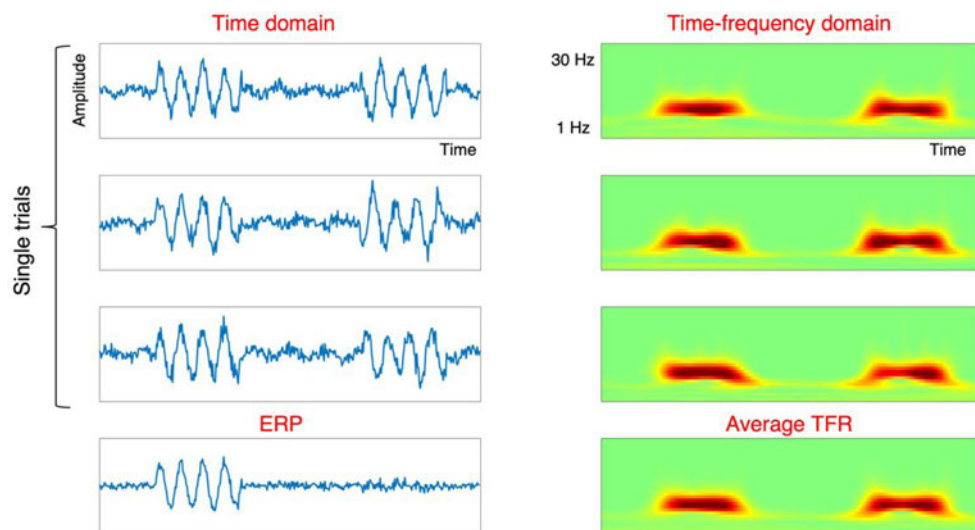 Time domain
Time-frequency domain
Amplitude
30 Hz
1 Hz
Time
Time
Single trials
ERP
Average TFR